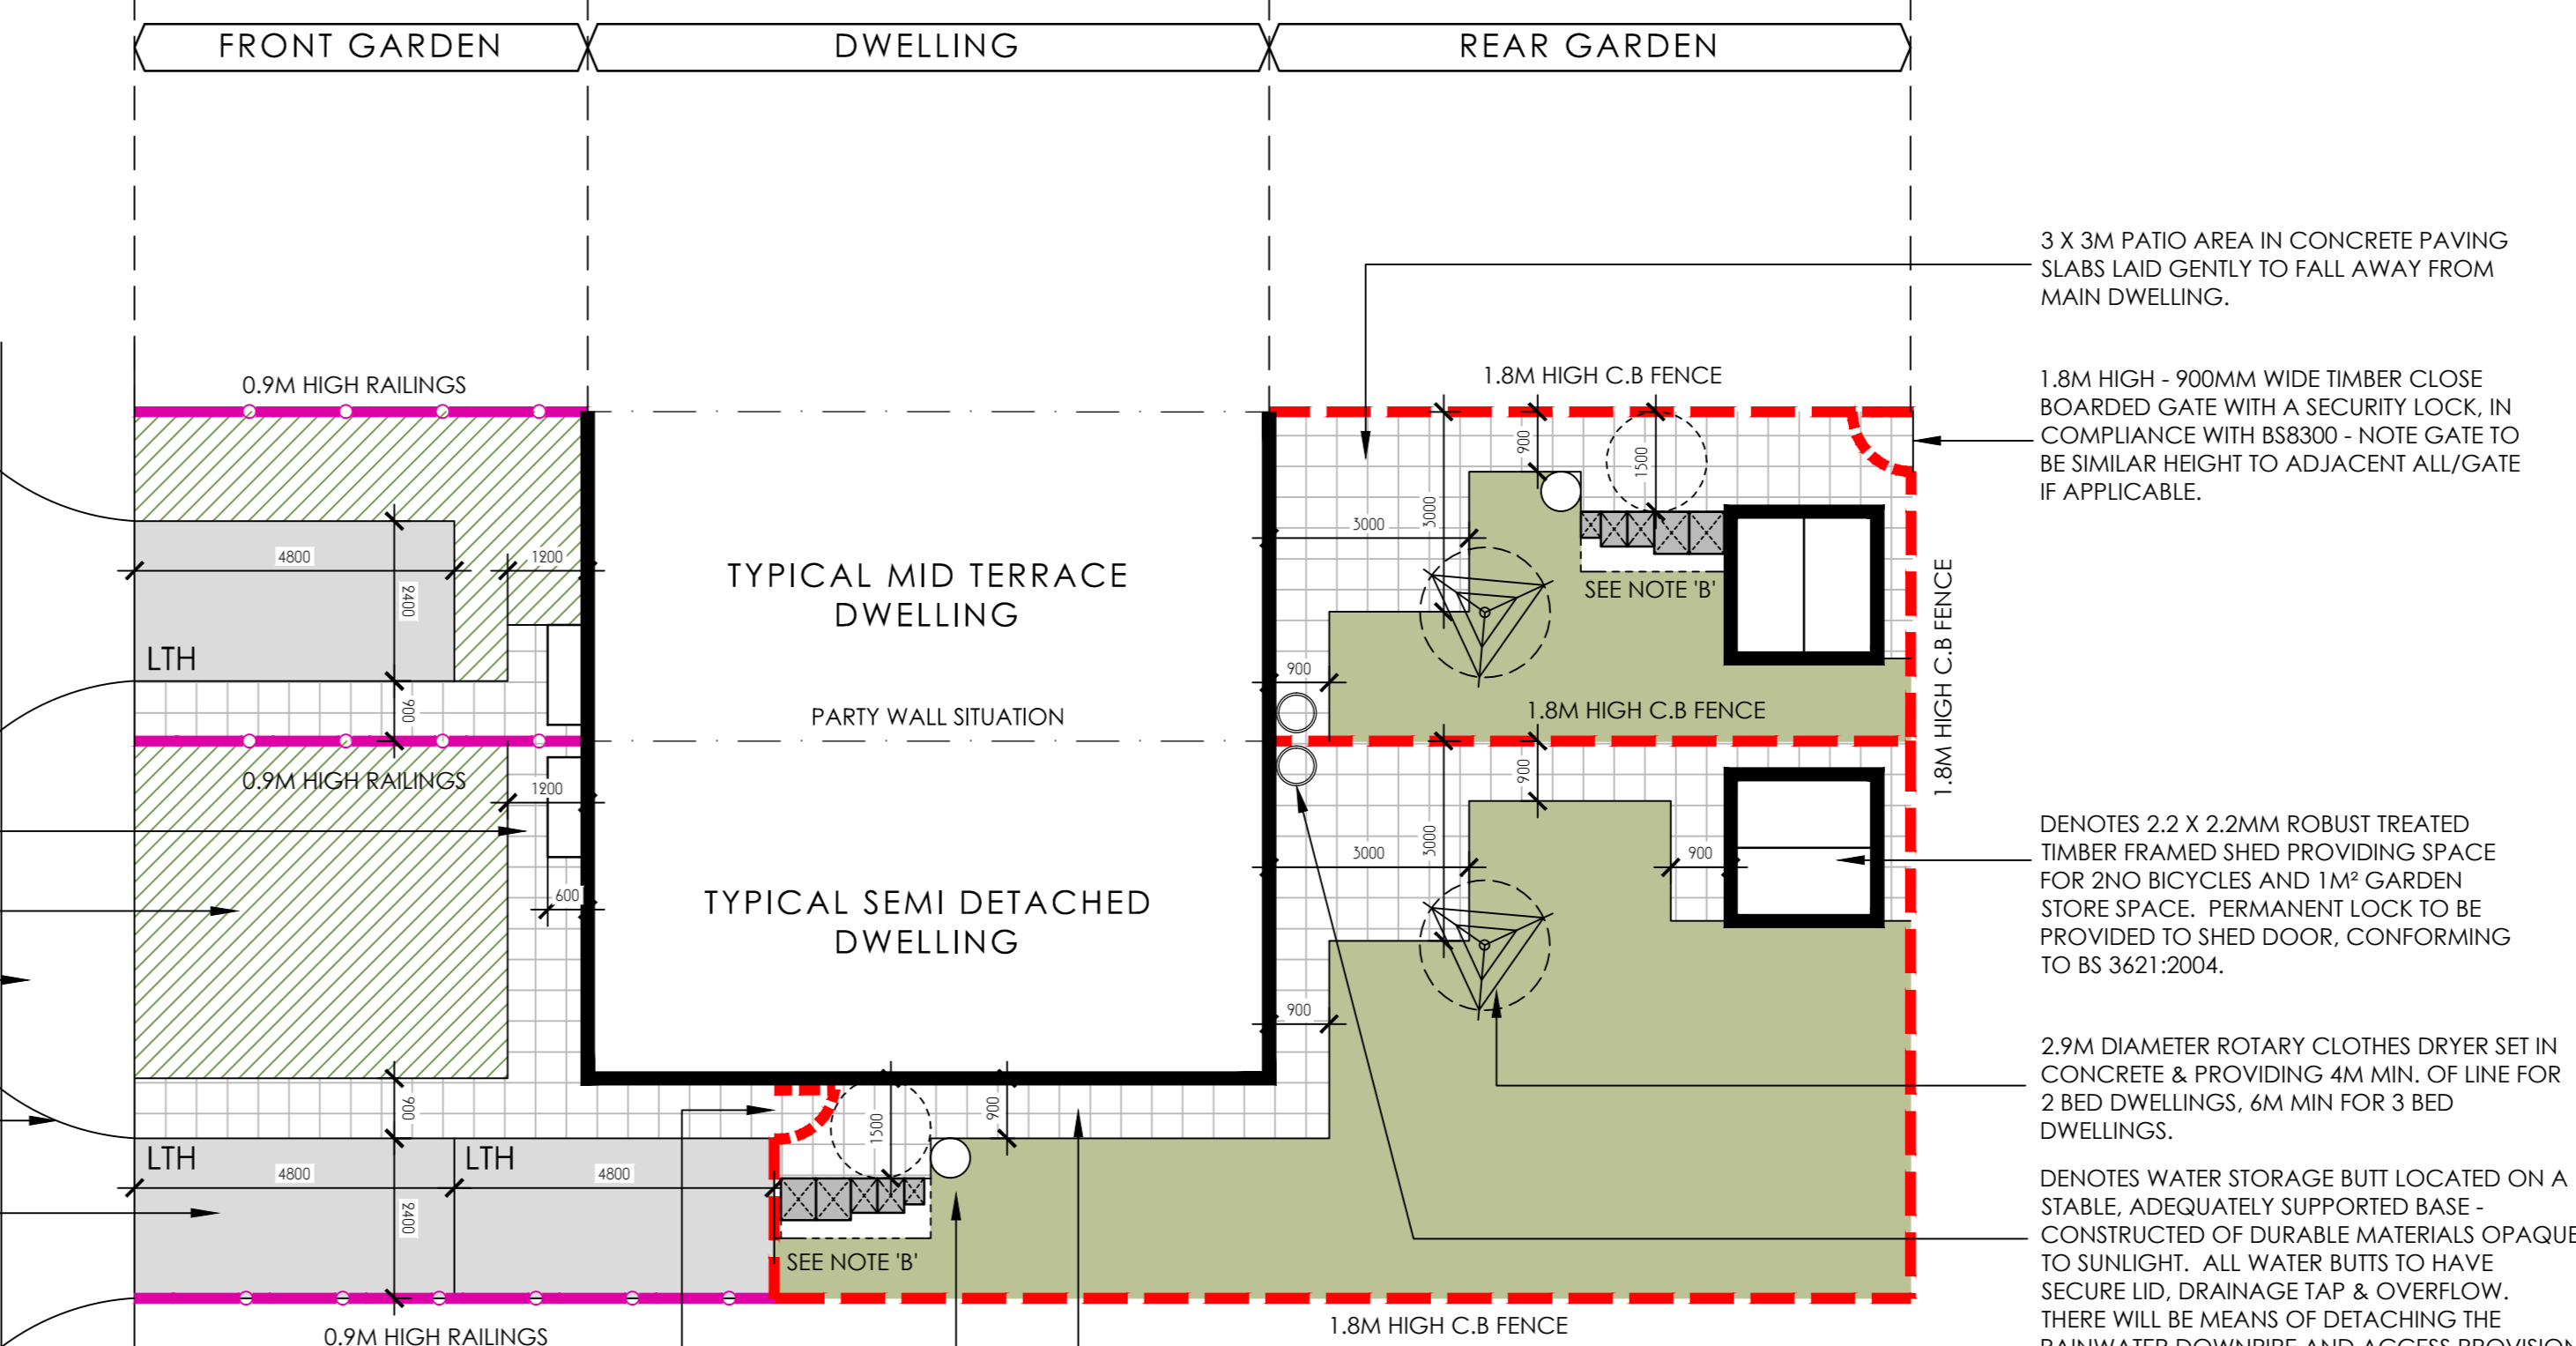 FRONT GARDEN
DWELLING
REAR GARDEN
3 X 3M PATIO AREA IN CONCRETE PAVING
SLABS LAID GENTLY TO FALL AWAY FROM
MAIN DWELLING.
0.9M HIGH RAILINGS
1.8M HIGH C.B FENCE
1.8M HIGH - 900MM WIDE TIMBER CLOSE
BOARDED GATE WITH A SECURITY LOCK, IN
COMPLIANCE WITH BS8300 - NOTE GATE TO
BE SIMILAR HEIGHT TO ADJACENT ALL/GATE
IF APPLICABLE.
900
1500
3000
3000
4800
1200
2400
TYPICAL MID TERRACE
DWELLING
SEE NOTE 'B'
LTH
1.8M HIGH C.B FENCE
900
900
PARTY WALL SITUATION
1.8M HIGH C.B FENCE
0.9M HIGH RAILINGS
1200
900
3000
3000
900
600
TYPICAL SEMI DETACHED
DWELLING
DENOTES 2.2 X 2.2MM ROBUST TREATED
TIMBER FRAMED SHED PROVIDING SPACE
FOR 2NO BICYCLES AND 1M² GARDEN
STORE SPACE. PERMANENT LOCK TO BE
PROVIDED TO SHED DOOR, CONFORMING
TO BS 3621:2004.
900
2.9M DIAMETER ROTARY CLOTHES DRYER SET IN
CONCRETE & PROVIDING 4M MIN. OF LINE FOR
2 BED DWELLINGS, 6M MIN FOR 3 BED
DWELLINGS.
900
1500
900
LTH
LTH
4800
4800
2400
SEE NOTE 'B'
DENOTES WATER STORAGE BUTT LOCATED ON A
STABLE, ADEQUATELY SUPPORTED BASE -
CONSTRUCTED OF DURABLE MATERIALS OPAQUE
TO SUNLIGHT. ALL WATER BUTTS TO HAVE
SECURE LID, DRAINAGE TAP & OVERFLOW.
THERE WILL BE MEANS OF DETACHING THE
RAINWATER DOWNPIPE AND ACCESS PROVISION
0.9M HIGH RAILINGS
1.8M HIGH C.B FENCE